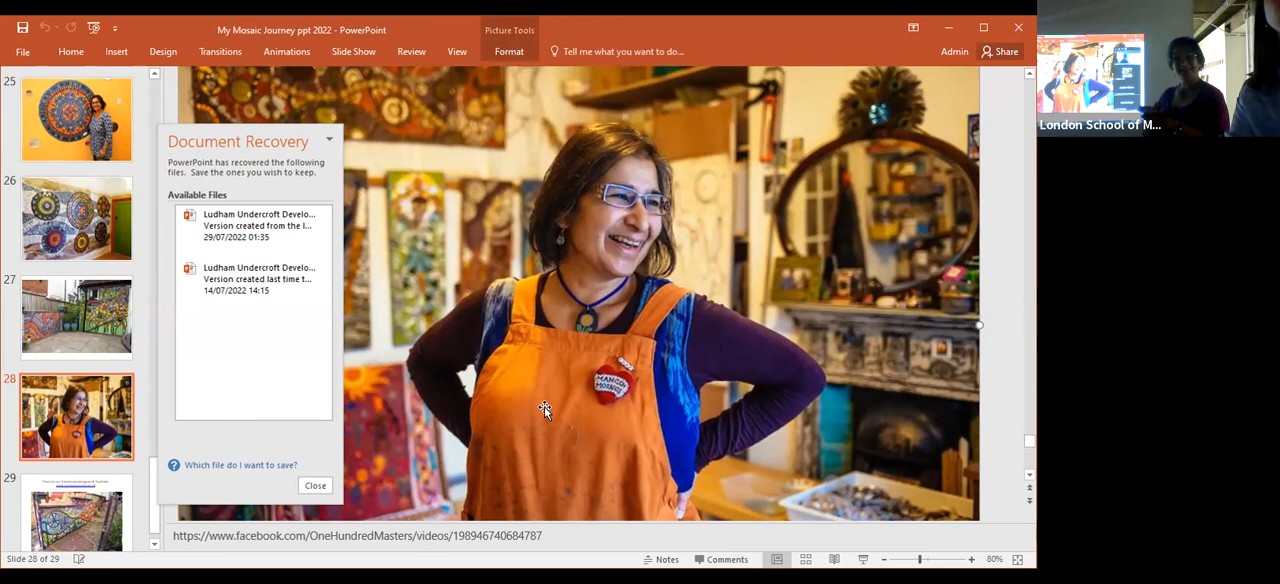 My Mosaic Journey ppt 2022 - PowerPoint
Picture Tools
File
Home
Insert
Design
Transitions
Animations
Slide Show
Review
View
Format
Tell me what you want to do...
Admin
Share
25
26
27
28
29
Document Recovery
PowerPoint has recovered the following
files. Save the ones you wish to keep.
Available Files
Ludham Undercroft Develo...
Version created from the l...
29/07/2022 01:35
Ludham Undercroft Develo...
Version created last time t...
14/07/2022 14:15
Which file do I want to save?
Close
London School of M...
https://www.facebook.com/OneHundredMasters/videos/198946740684787
Slide 28 of 29
Notes
Comments
80%